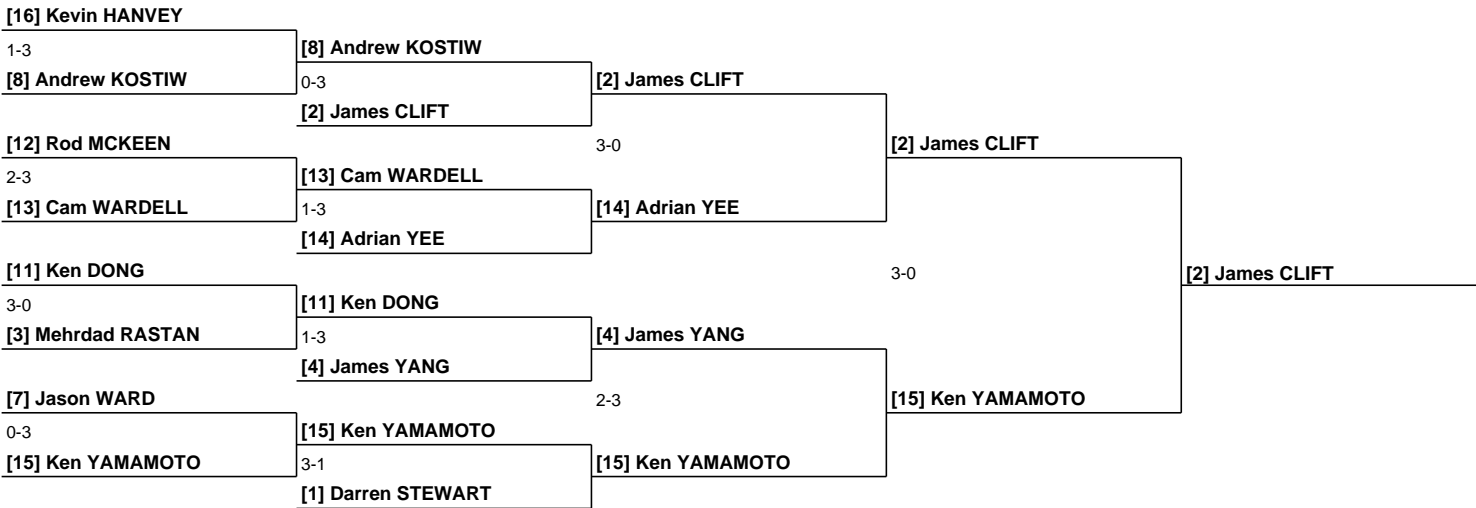 [16] Kevin HANVEY
1-3
[8] Andrew KOSTIW
[8] Andrew KOSTIW
0-3
[2] James CLIFT
[2] James CLIFT
[12] Rod MCKEEN
3-0
[2] James CLIFT
2-3
[13] Cam WARDELL
[13] Cam WARDELL
1-3
[14] Adrian YEE
[14] Adrian YEE
[11] Ken DONG
3-0
[2] James CLIFT
3-0
[11] Ken DONG
[3] Mehrdad RASTAN
1-3
[4] James YANG
[4] James YANG
[7] Jason WARD
2-3
[15] Ken YAMAMOTO
0-3
[15] Ken YAMAMOTO
[15] Ken YAMAMOTO
3-1
[15] Ken YAMAMOTO
[1] Darren STEWART